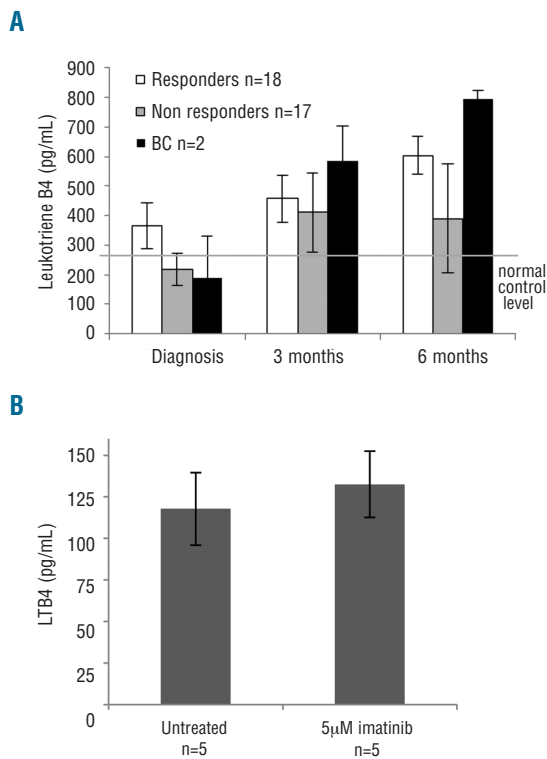 A
900
800
700
600
500
400
300
200
100
0
Leukotriene B4 (pg/mL)
Responders n=18
Non responders n=17
BC n=2
normal
control
level
Diagnosis 3 months 6 months
B
150
125
100
75
50
25
0
LTB4 (pg/mL)
Untreated 5μM imatinib
n=5 n=5